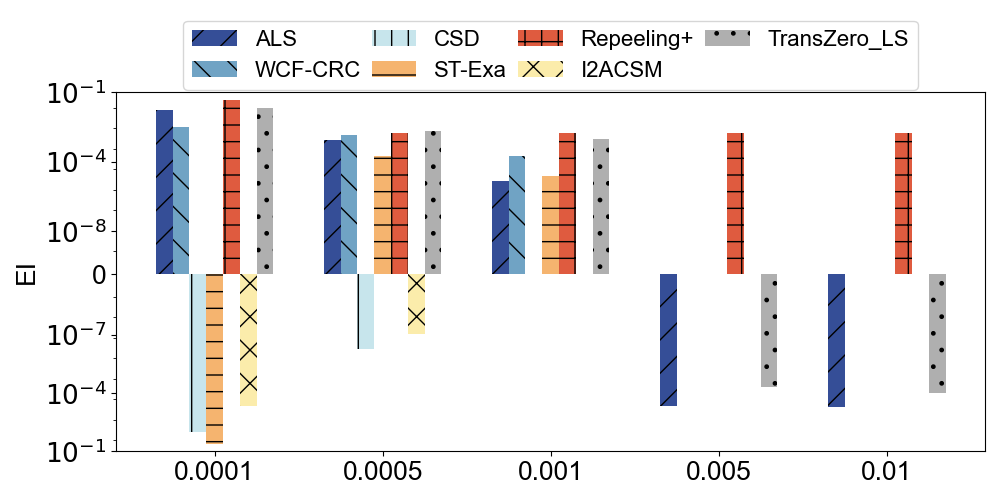 ALS CSD Repeeling+ TransZero_LS
WCF-CRC ST-Exa I2ACSM
10⁻¹
10⁻⁴
10⁻⁸
0
10⁻⁷
10⁻⁴
10⁻¹
EI
0.0001 0.0005 0.001 0.005 0.01